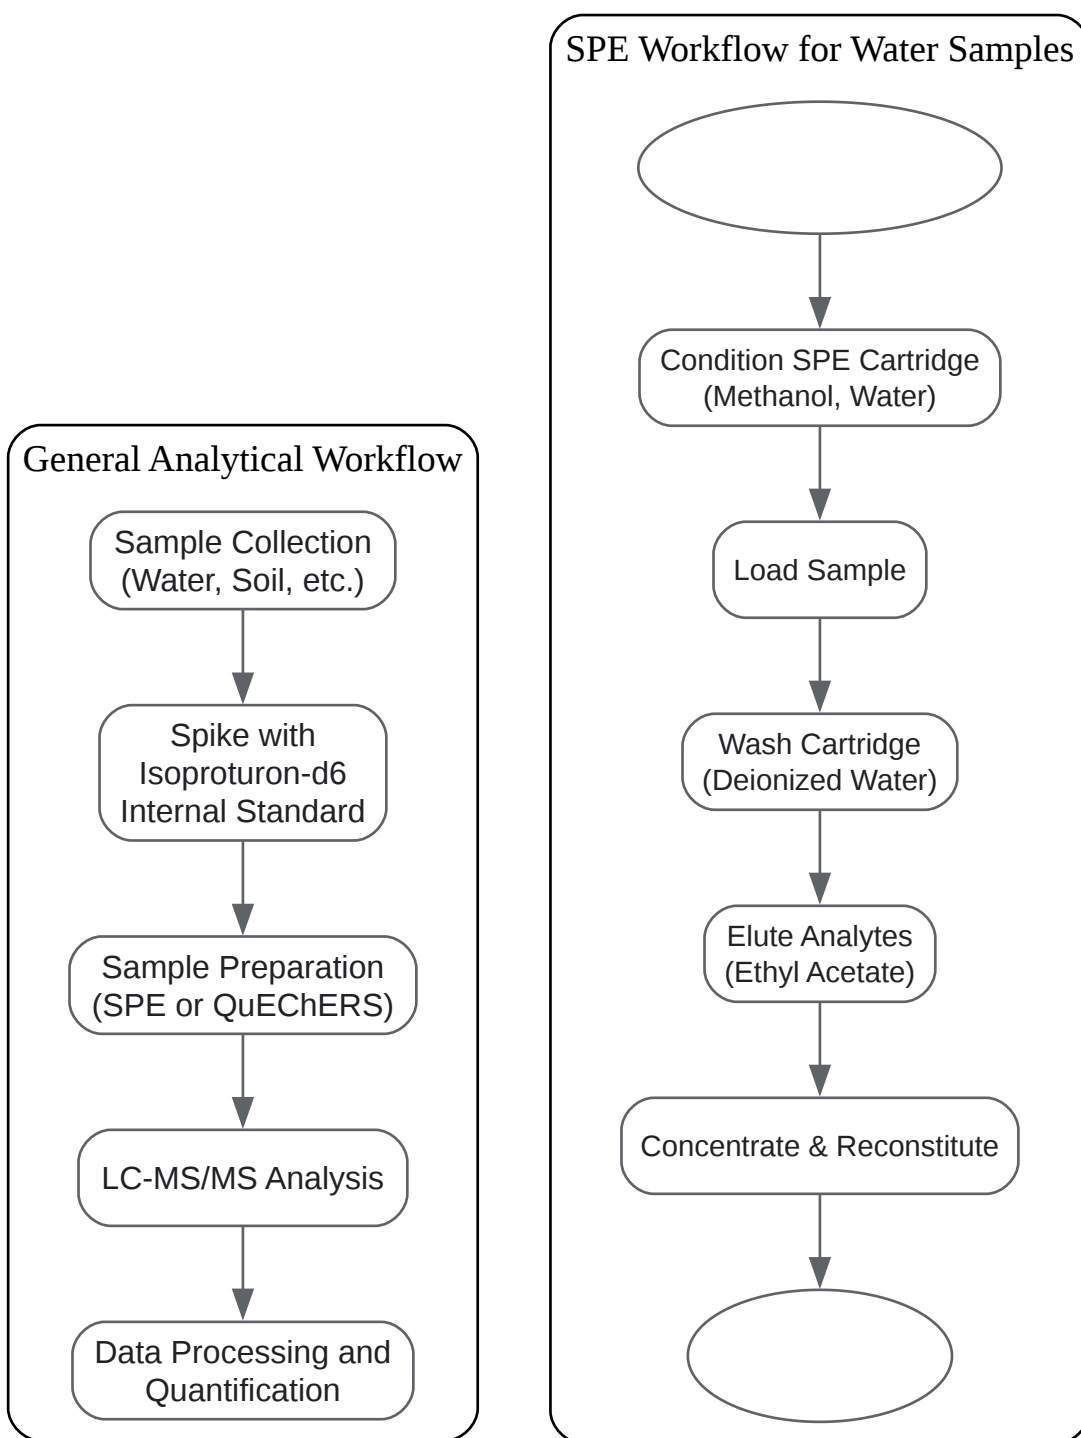 General Analytical Workflow
Sample Collection
(Water, Soil, etc.)
Spike with
Isoproturon-d6
Internal Standard
Sample Preparation
(SPE or QuEChERS)
LC-MS/MS Analysis
Data Processing and
Quantification
SPE Workflow for Water Samples
Condition SPE Cartridge
(Methanol, Water)
Load Sample
Wash Cartridge
(Deionized Water)
Elute Analytes
(Ethyl Acetate)
Concentrate & Reconstitute